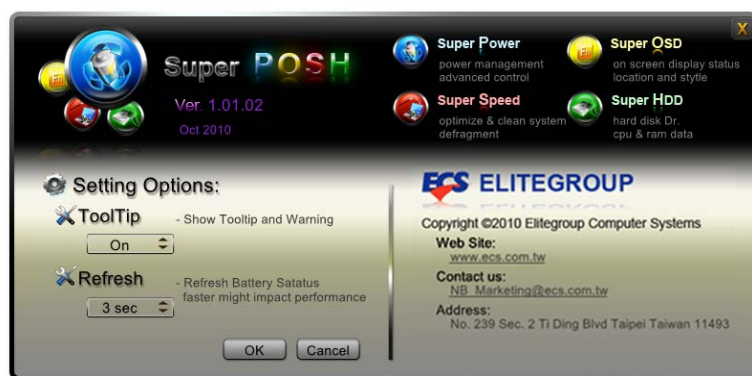 X
Super POSH
Ver. 1.01.02
Oct 2010
Super Power
power management
advanced control
Super OSD
on screen display status
location and stytle
Super Speed
optimize & clean system
defragment
Super HDD
hard disk Dr.
cpu & ram data
Setting Options:
ToolTip - Show Tooltip and Warning
On
Refresh - Refresh Battery Satatus
faster might impact performance
3 sec
OK Cancel
ECS ELITEGROUP
Copyright ©2010 Elitegroup Computer Systems
Web Site:
www.ecs.com.tw
Contact us:
NB_Marketing@ecs.com.tw
Address:
No. 239 Sec. 2 Ti Ding Blvd Taipei Taiwan 11493